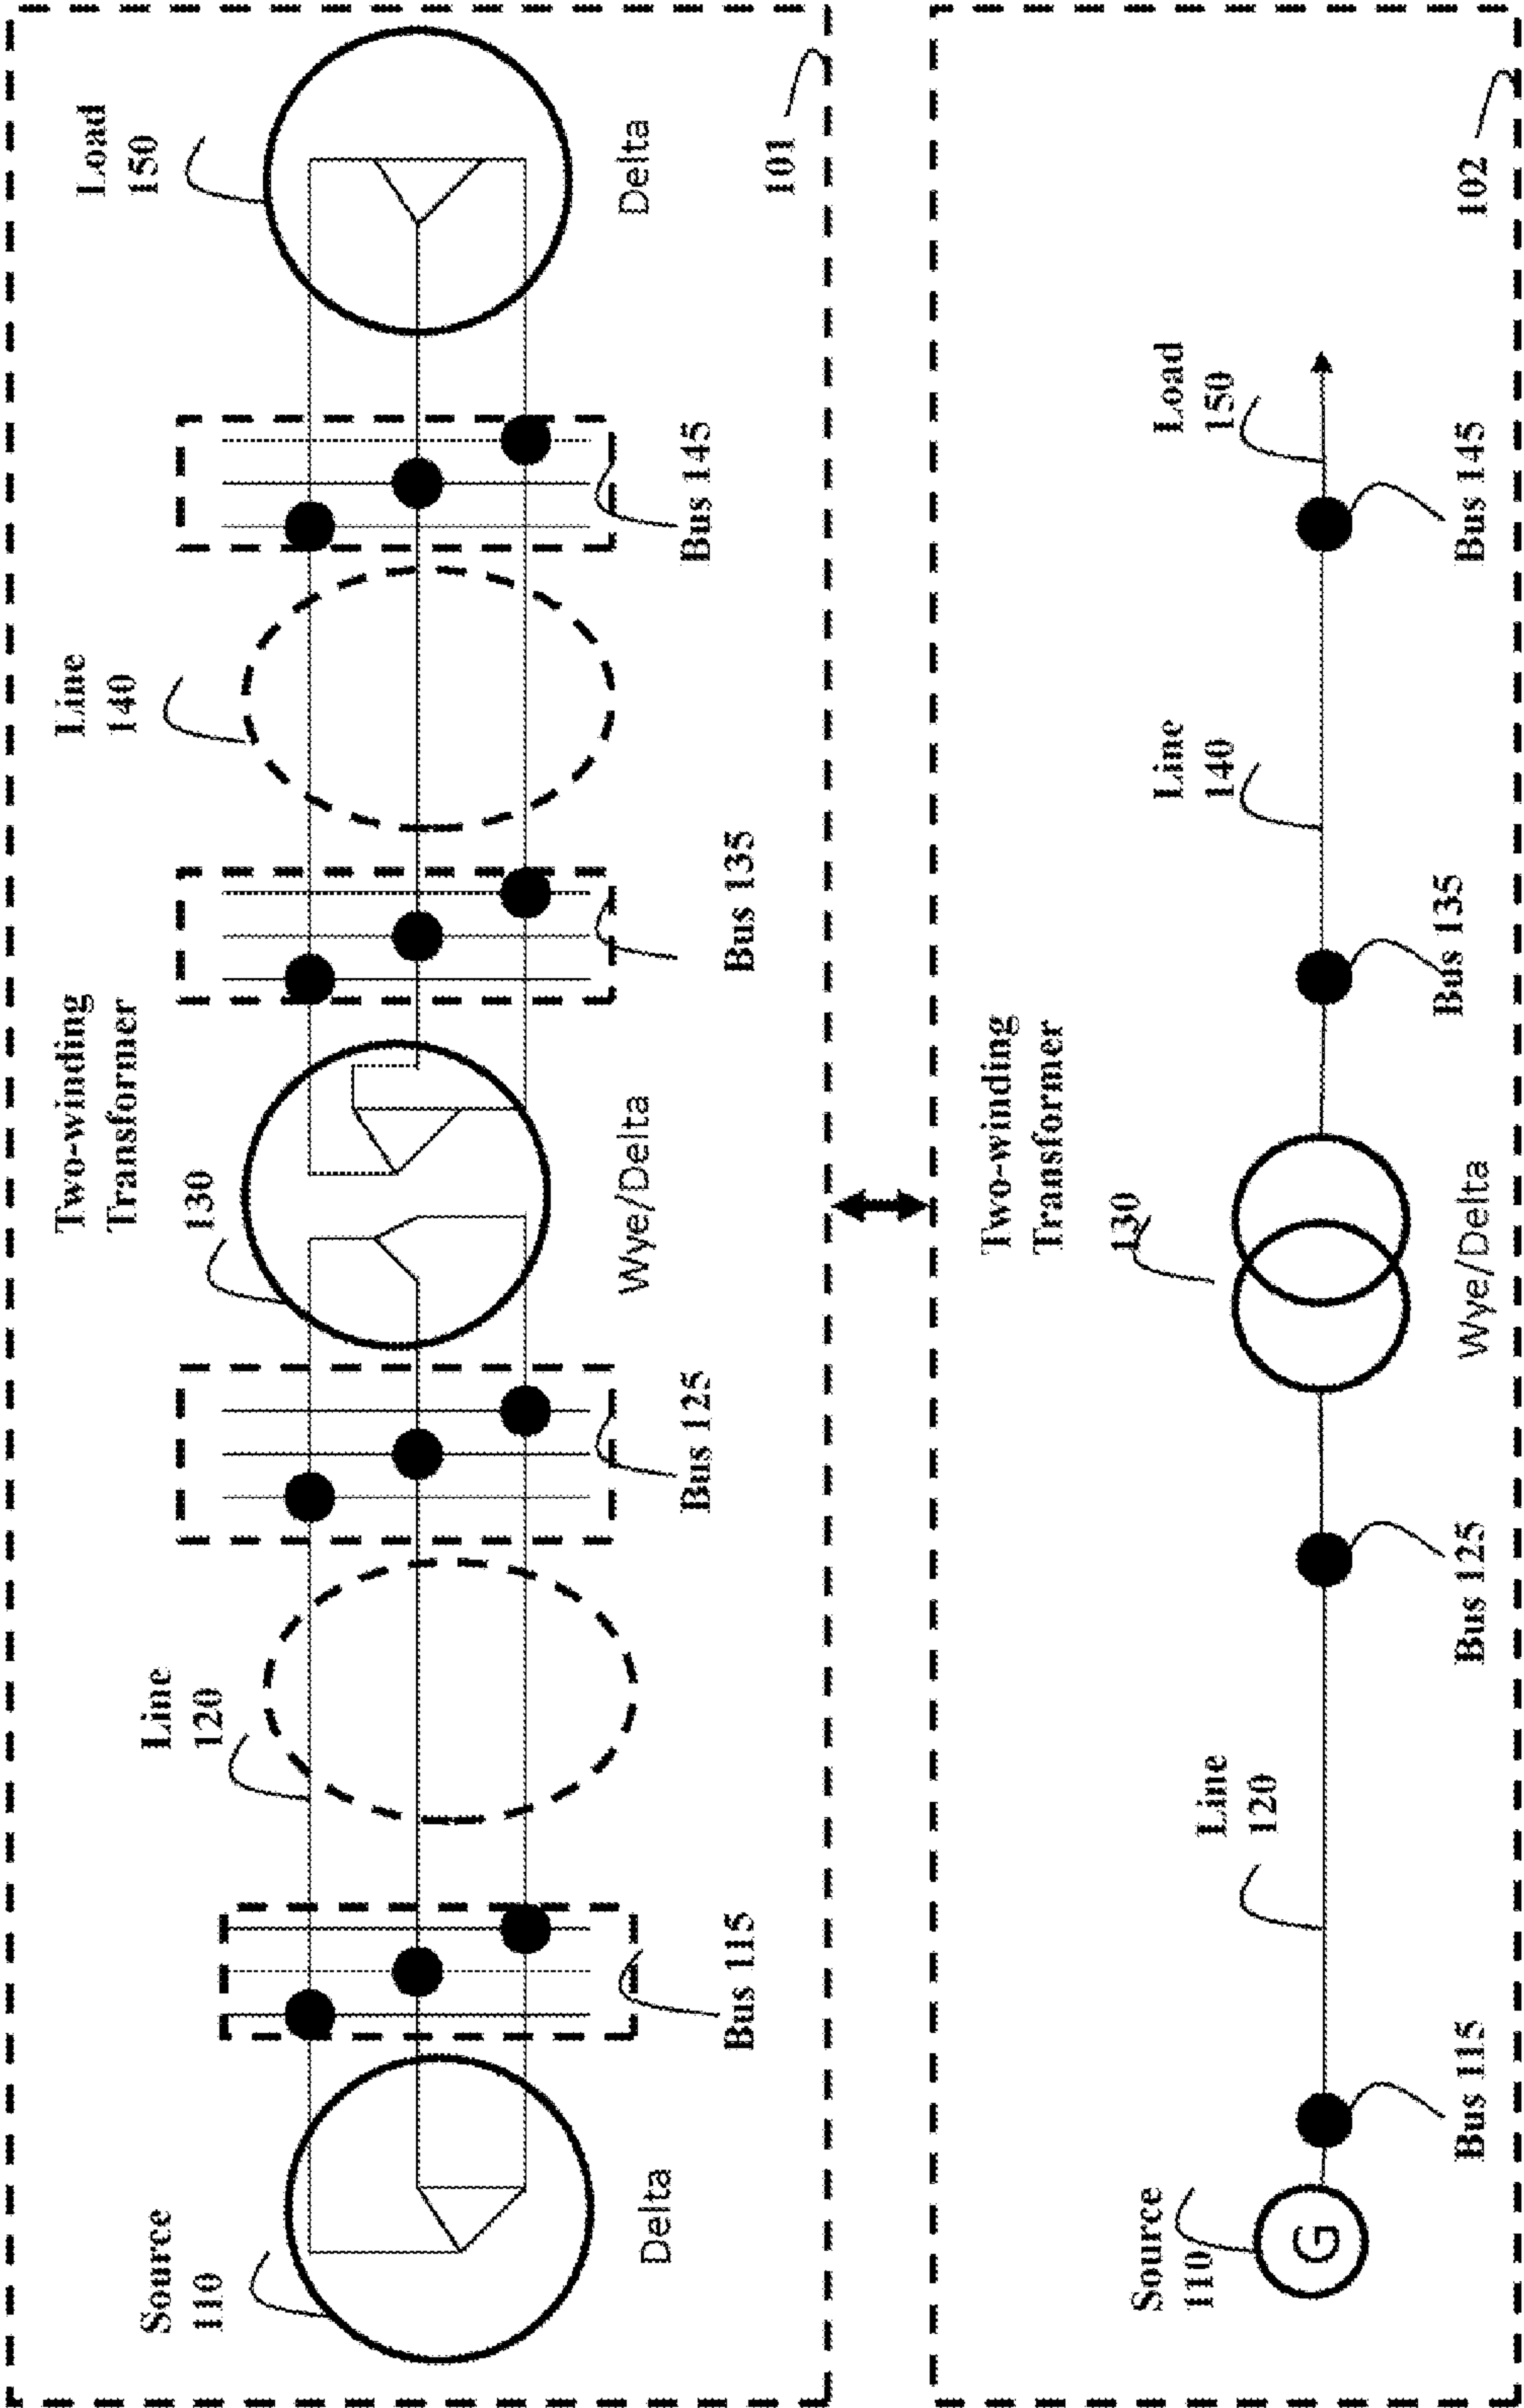 Source
110
Line
120
Two-winding
Transformer
130
Line
140
Load
150
Delta
Bus 115
Bus 125
Wye/Delta
Bus 135
Bus 145
Delta
101
Source
110
G
Line
120
Two-winding
Transformer
130
Line
140
Load
150
Bus 115
Bus 125
Wye/Delta
Bus 135
Bus 145
102